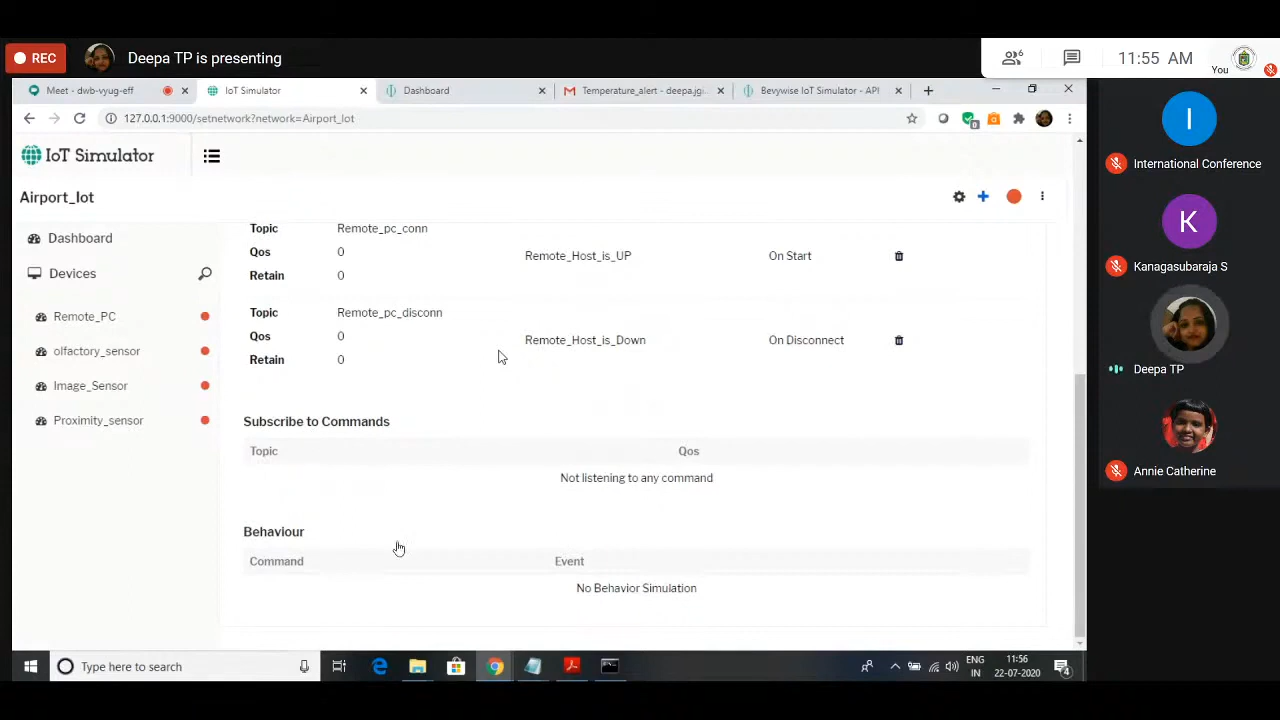 REC
Deepa TP is presenting
6
11:55 AM
You
Meet - dwb-vyug-eff
IoT Simulator
Dashboard
Temperature_alert - deepa.jgi
Bevywise IoT Simulator - API
127.0.0.1:9000/setnetwork?network=Airport_Iot
0
IoT Simulator
Airport_Iot
Dashboard
Devices
Remote_PC
olfactory_sensor
Image_Sensor
Proximity_sensor
Topic Remote_pc_conn
Qos 0 Remote_Host_is_UP On Start
Retain 0
Topic Remote_pc_disconn
Qos 0 Remote_Host_is_Down On Disconnect
Retain 0
Subscribe to Commands
Topic Qos
Not listening to any command
Behaviour
Command Event
No Behavior Simulation
I
International Conference
K
Kanagasubaraja S
Deepa TP
Annie Catherine
Type here to search
ENG
IN
11:56
22-07-2020
4